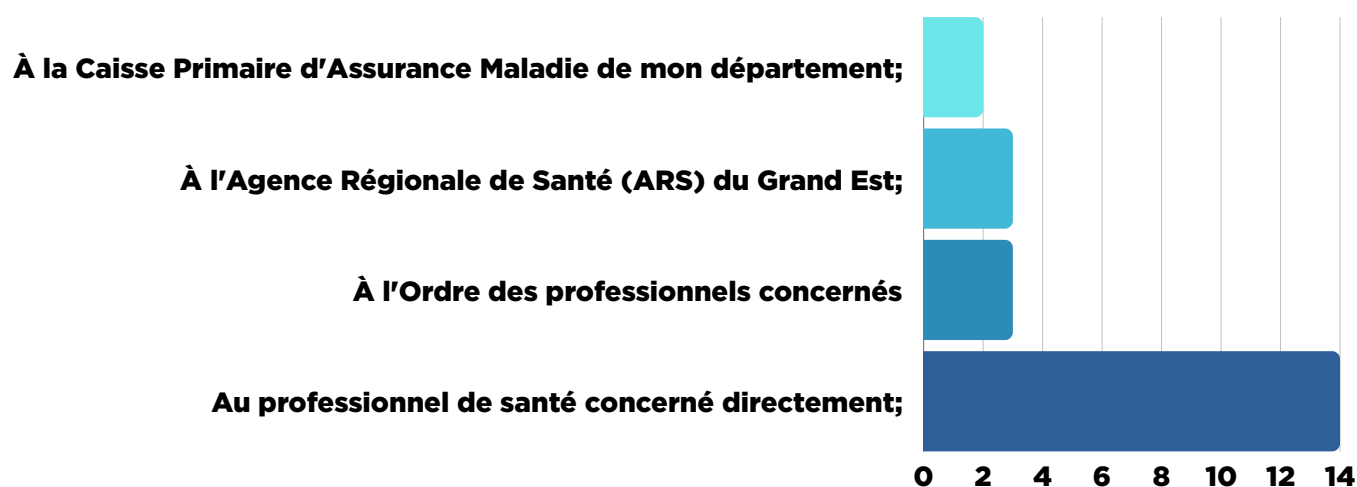 À la Caisse Primaire d'Assurance Maladie de mon département;
À l'Agence Régionale de Santé (ARS) du Grand Est;
À l'Ordre des professionnels concernés
Au professionnel de santé concerné directement;
0 2 4 6 8 10 12 14